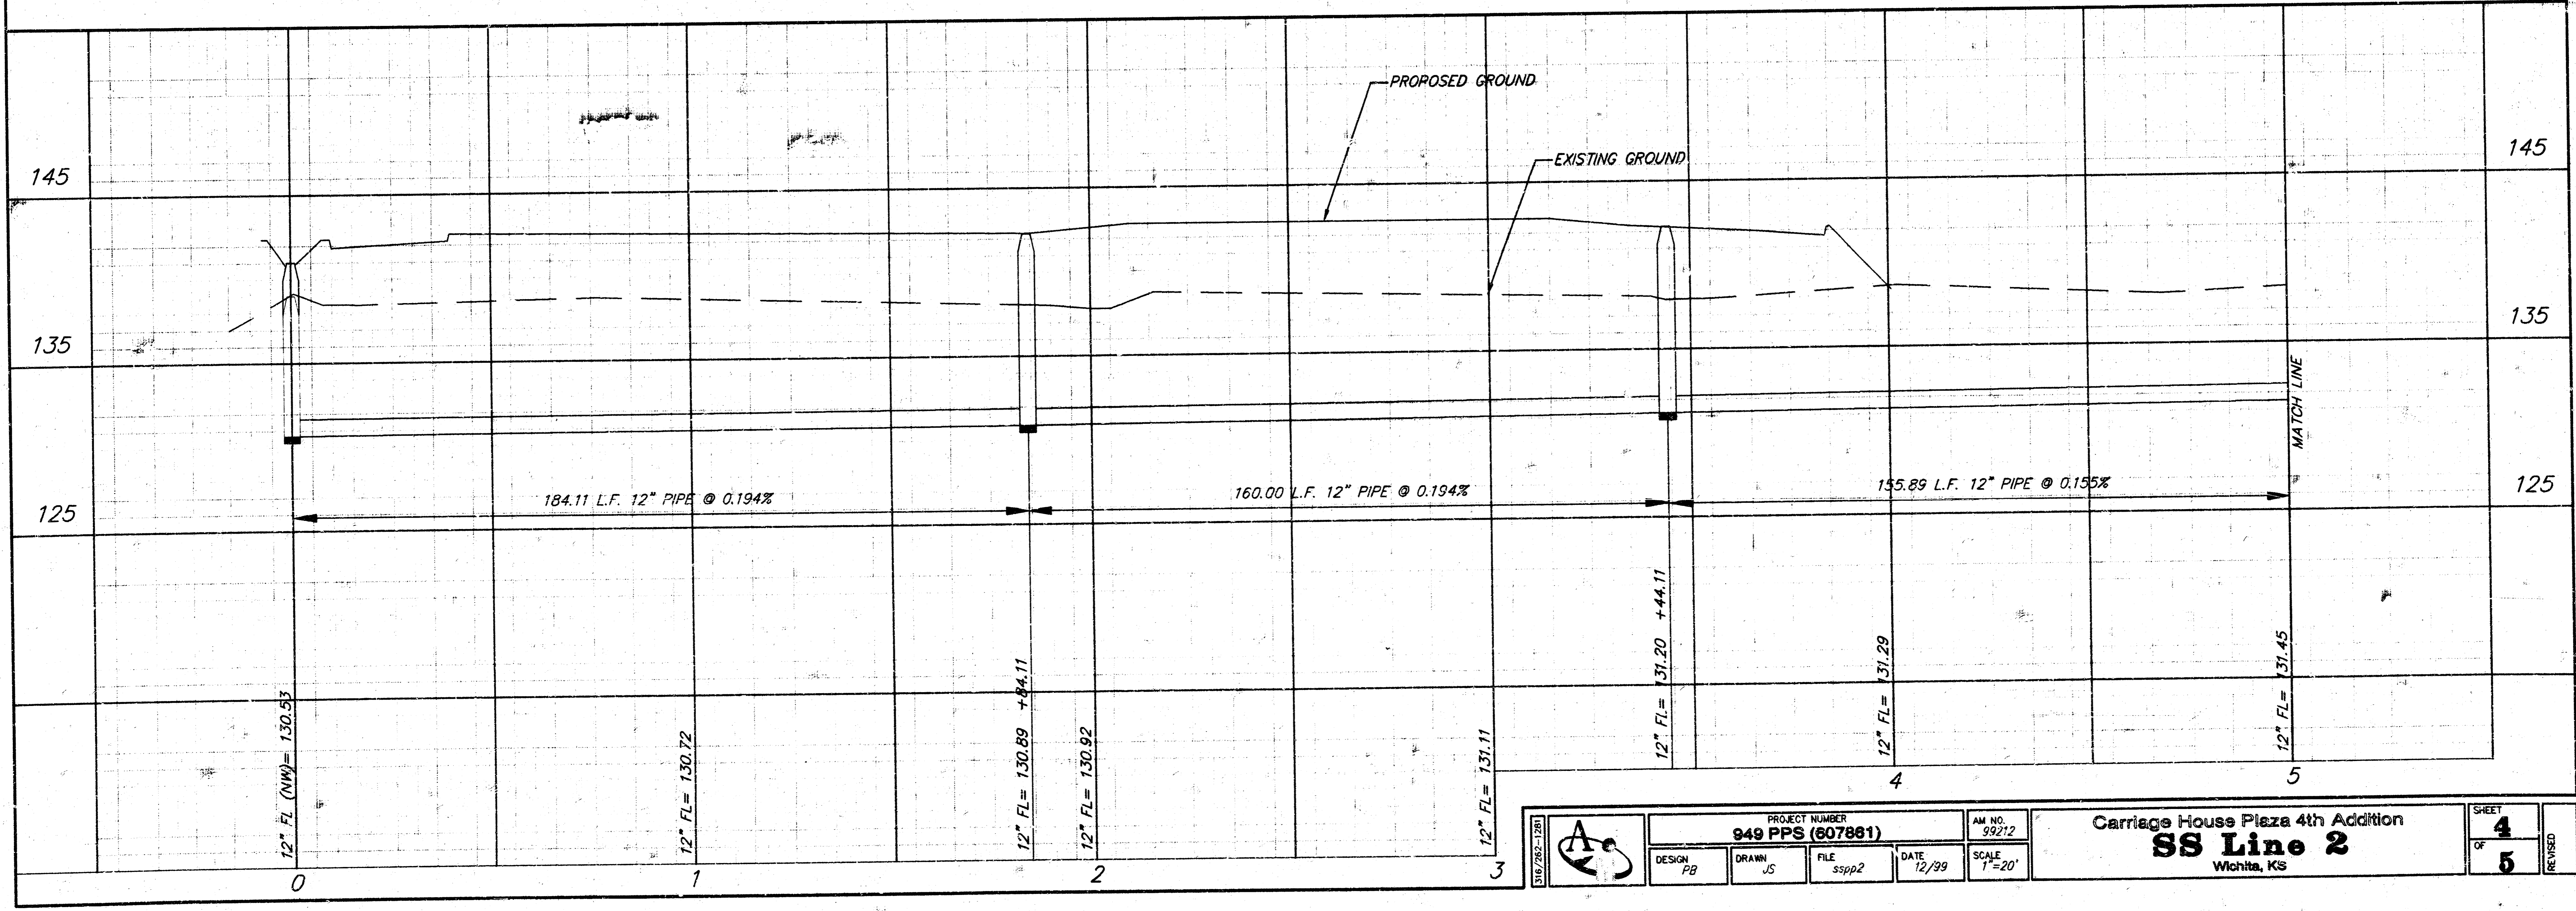 PROPOSED GROUND
EXISTING GROUND
145
145
135
135
125
125
MATCH LINE
184.11 L.F. 12" PIPE @ 0.194%
160.00 L.F. 12" PIPE @ 0.194%
155.89 L.F. 12" PIPE @ 0.155%
12" FL (NW)= 130.53
12" FL= 130.72
12" FL= 130.89 +84.11
12" FL= 130.92
12" FL= 131.11
12" FL= 131.20 +44.11
12" FL= 131.29
12" FL= 131.45
0
1
2
3
4
5
316/262-1281
A
PROJECT NUMBER
949 PPS (607861)
AM NO.
99212
DESIGN
PB
DRAWN
JS
FILE
sspp2
DATE
12/99
SCALE
1"=20'
Carriage House Plaza 4th Addition
SS Line 2
Wichita, KS
SHEET
4
OF
5
REVISED